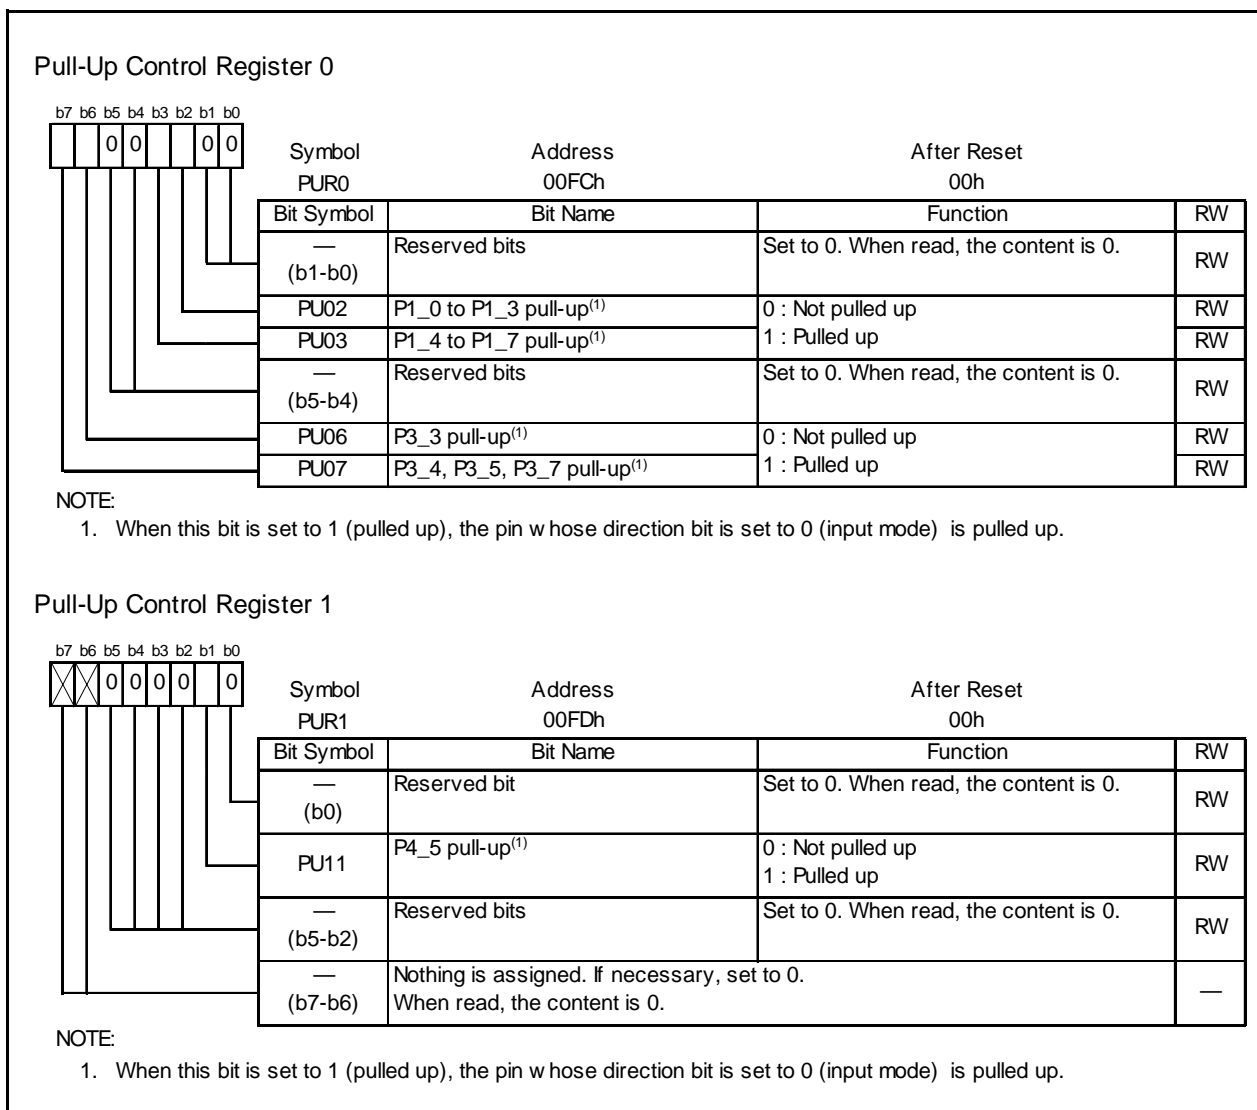 Pull-Up Control Register 0
b7 b6 b5 b4 b3 b2 b1 b0
0 0 0 0
Symbol Address After Reset
PUR0 00FCh 00h
Bit Symbol Bit Name Function RW
— Reserved bits Set to 0. When read, the content is 0. RW
(b1-b0)
PU02 P1_0 to P1_3 pull-up(1) 0 : Not pulled up RW
PU03 P1_4 to P1_7 pull-up(1) 1 : Pulled up RW
— Reserved bits Set to 0. When read, the content is 0. RW
(b5-b4)
PU06 P3_3 pull-up(1) 0 : Not pulled up RW
PU07 P3_4, P3_5, P3_7 pull-up(1) 1 : Pulled up RW
NOTE:
1. When this bit is set to 1 (pulled up), the pin w hose direction bit is set to 0 (input mode) is pulled up.
Pull-Up Control Register 1
b7 b6 b5 b4 b3 b2 b1 b0
0 0 0 0 0
Symbol Address After Reset
PUR1 00FDh 00h
Bit Symbol Bit Name Function RW
— Reserved bit Set to 0. When read, the content is 0. RW
(b0)
PU11 P4_5 pull-up(1) 0 : Not pulled up RW
1 : Pulled up
— Reserved bits Set to 0. When read, the content is 0. RW
(b5-b2)
— Nothing is assigned. If necessary, set to 0. —
(b7-b6) When read, the content is 0.
NOTE:
1. When this bit is set to 1 (pulled up), the pin w hose direction bit is set to 0 (input mode) is pulled up.